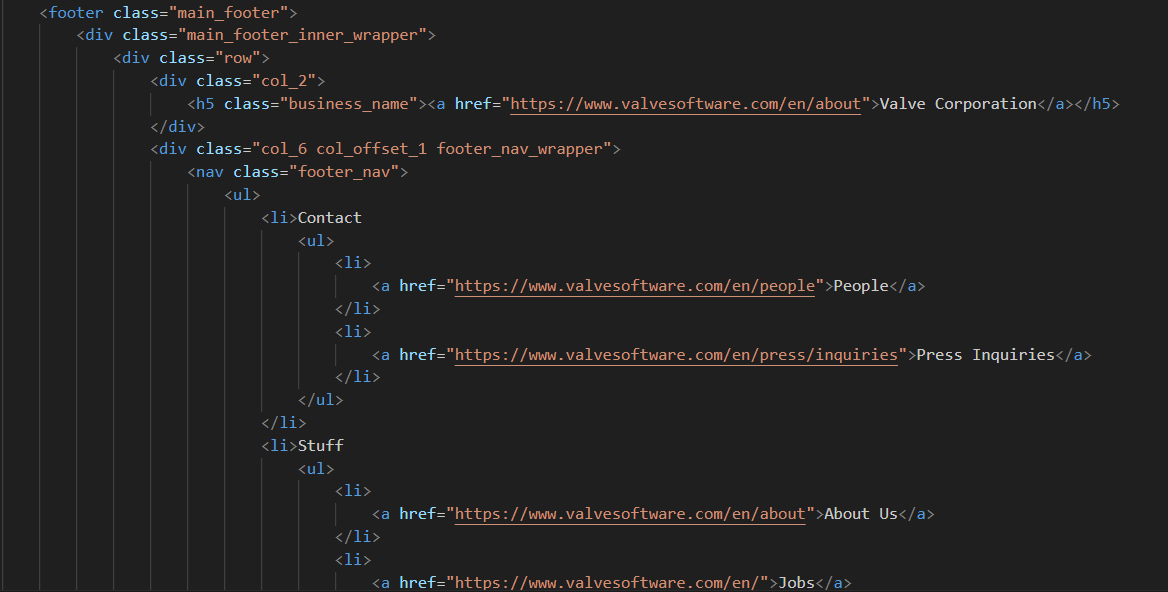 <footer class="main_footer">
<div class="main_footer_inner_wrapper">
<div class="row">
<div class="col_2">
<h5 class="business_name"><a href="https://www.valvesoftware.com/en/about">Valve Corporation</a></h5>
</div>
<div class="col_6 col_offset_1 footer_nav_wrapper">
<nav class="footer_nav">
<ul>
<li>Contact
<ul>
<li>
<a href="https://www.valvesoftware.com/en/people">People</a>
</li>
<li>
<a href="https://www.valvesoftware.com/en/press/inquiries">Press Inquiries</a>
</li>
</ul>
</li>
<li>Stuff
<ul>
<li>
<a href="https://www.valvesoftware.com/en/about">About Us</a>
</li>
<li>
<a href="https://www.valvesoftware.com/en/">Jobs</a>